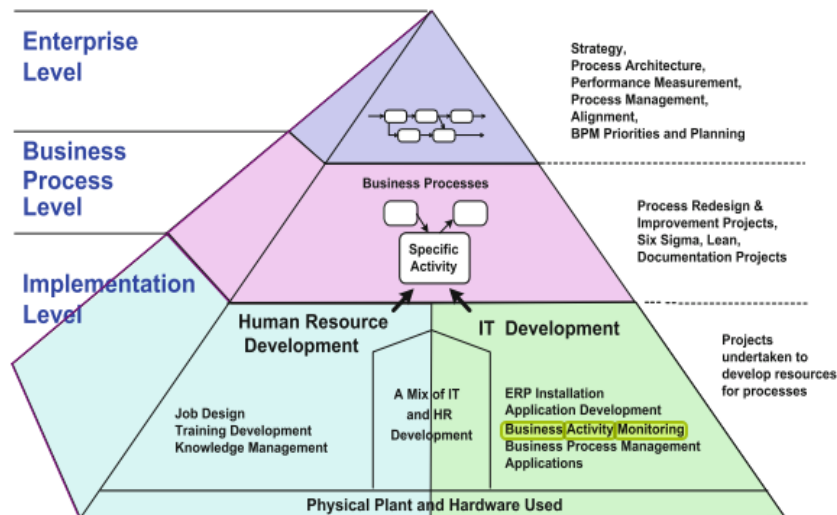 Enterprise
Level
Strategy,
Process Architecture,
Performance Measurement,
Process Management,
Alignment,
BPM Priorities and Planning
Business
Process
Level
Business Processes
Specific
Activity
Process Redesign &
Improvement Projects,
Six Sigma, Lean,
Documentation Projects
Implementation
Level
Human Resource
Development
IT Development
Projects
undertaken to
develop resources
for processes
Job Design
Training Development
Knowledge Management
A Mix of IT
and HR
Development
ERP Installation
Application Development
Business Activity Monitoring
Business Process Management
Applications
Physical Plant and Hardware Used